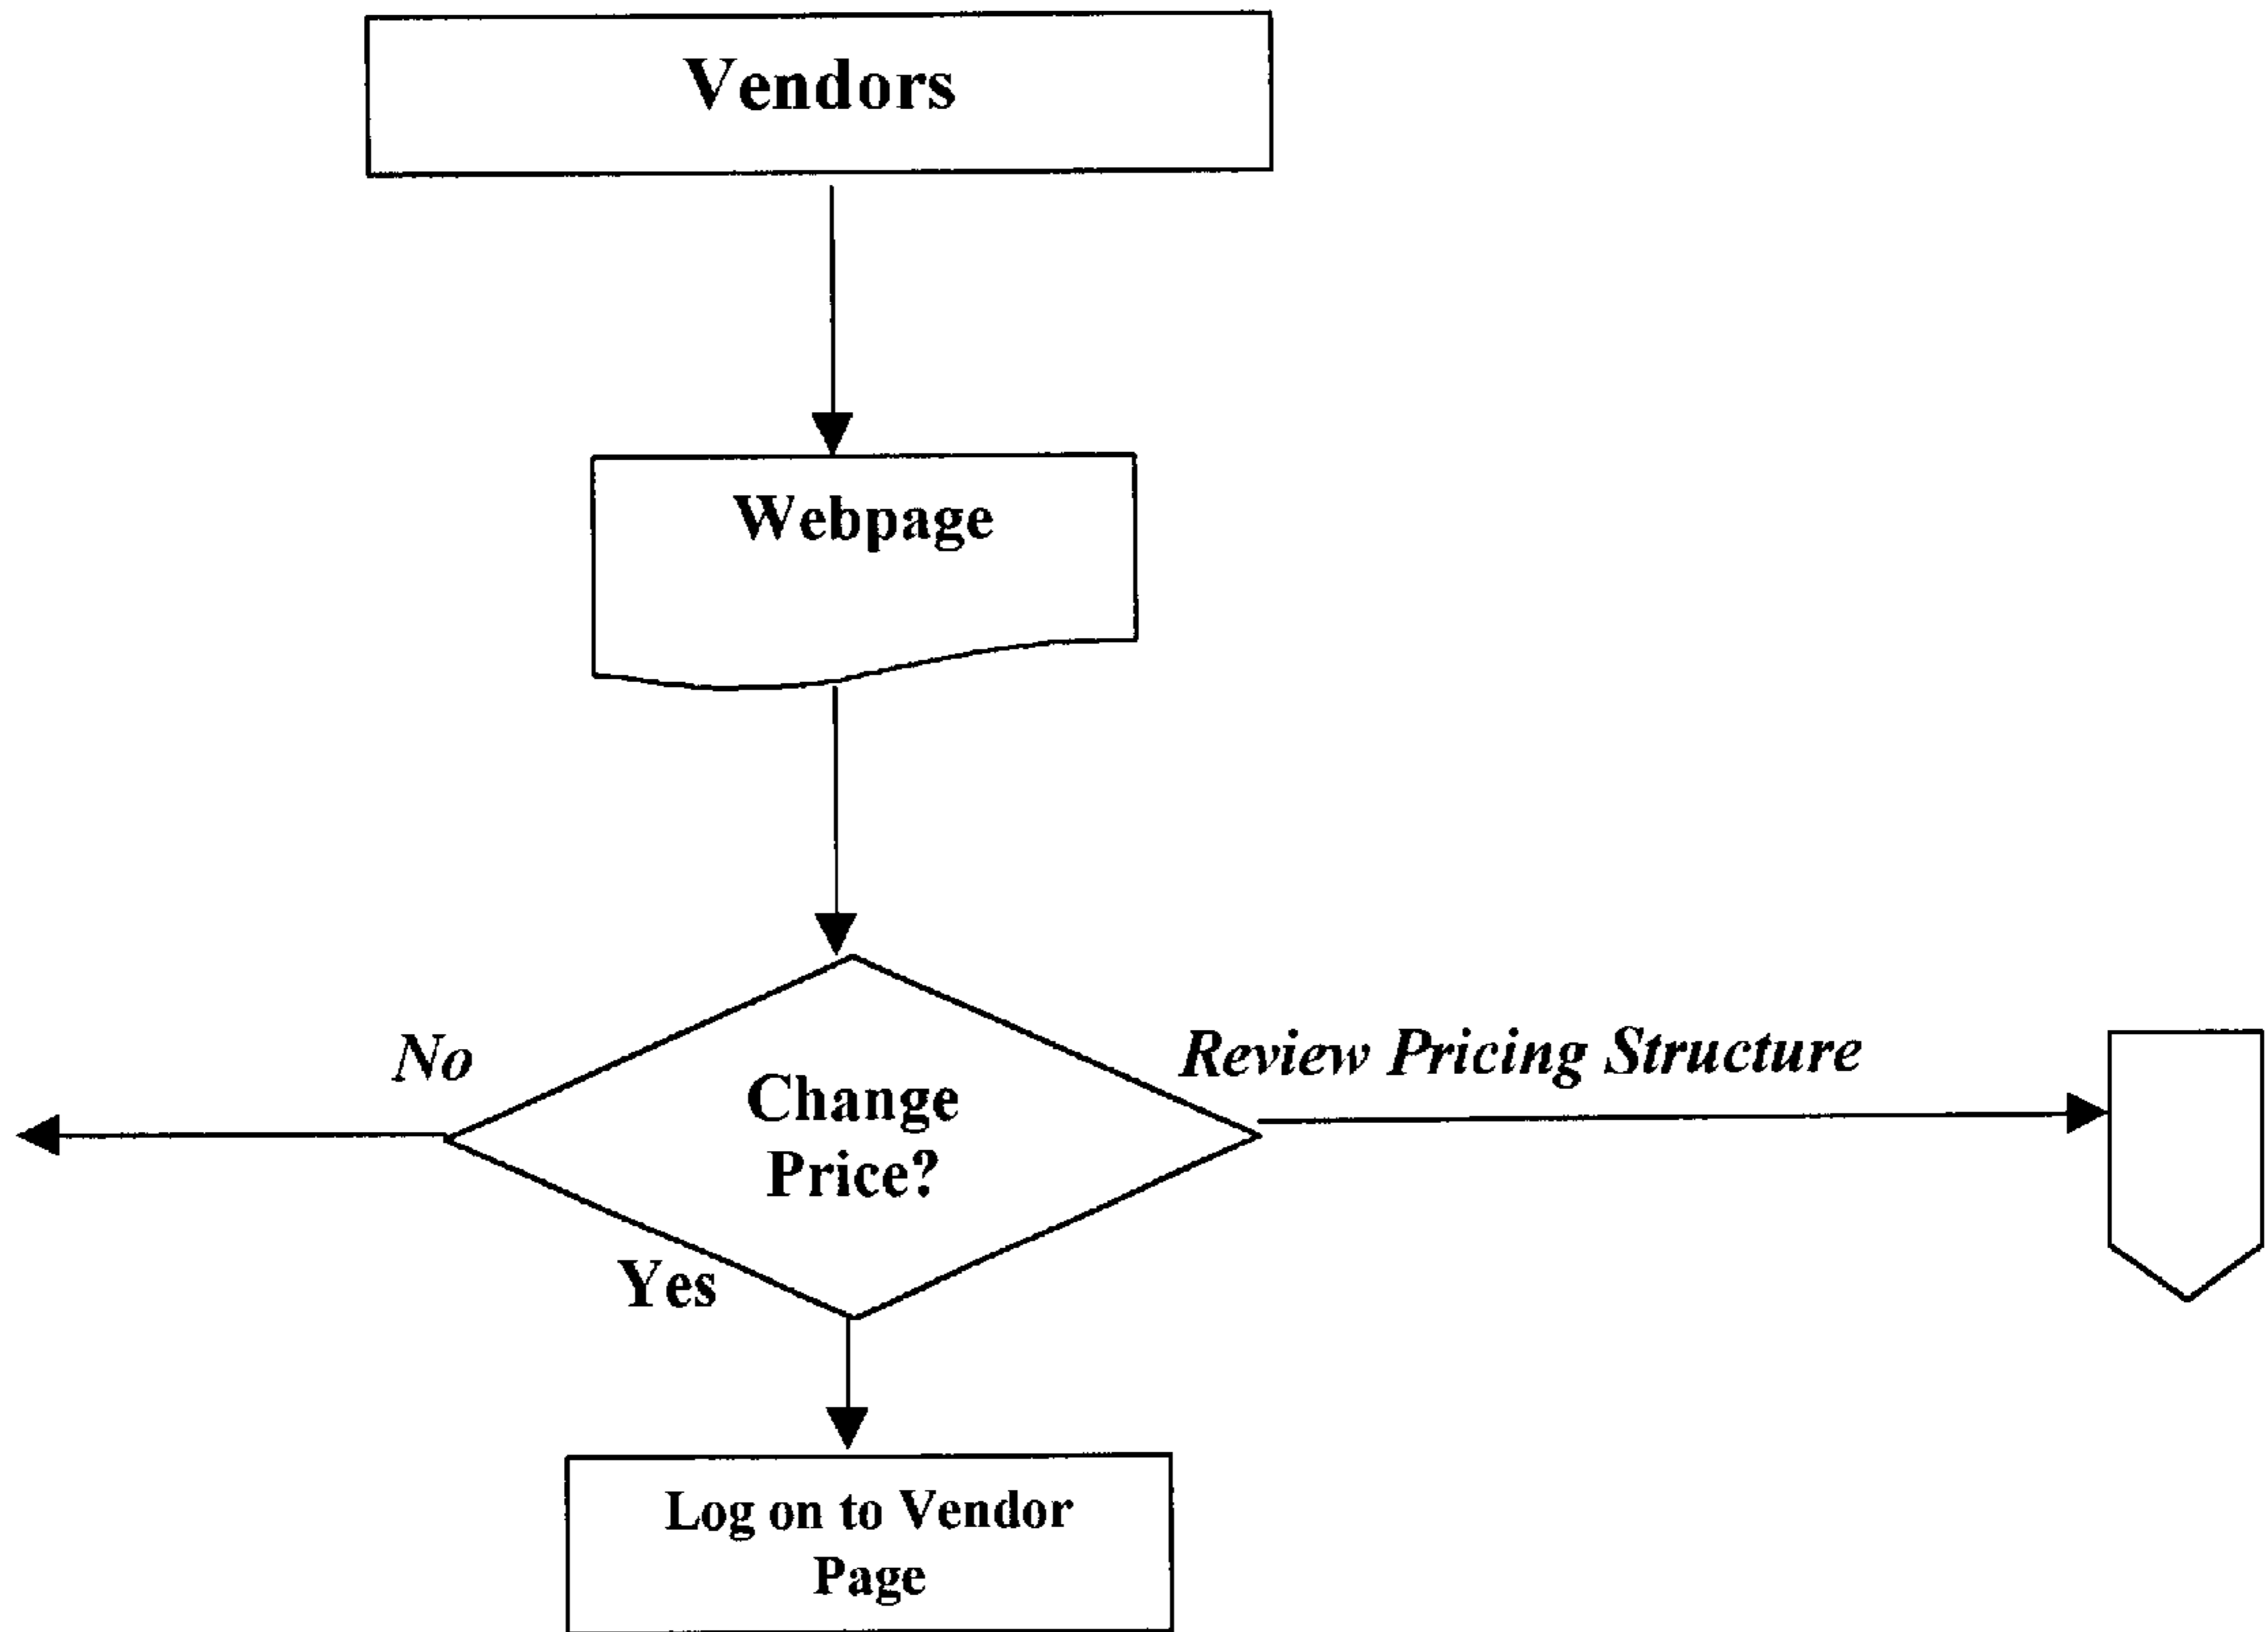 Vendors
Webpage
No
Review Pricing Structure
Change
Price?
Yes
Log on to Vendor
Page